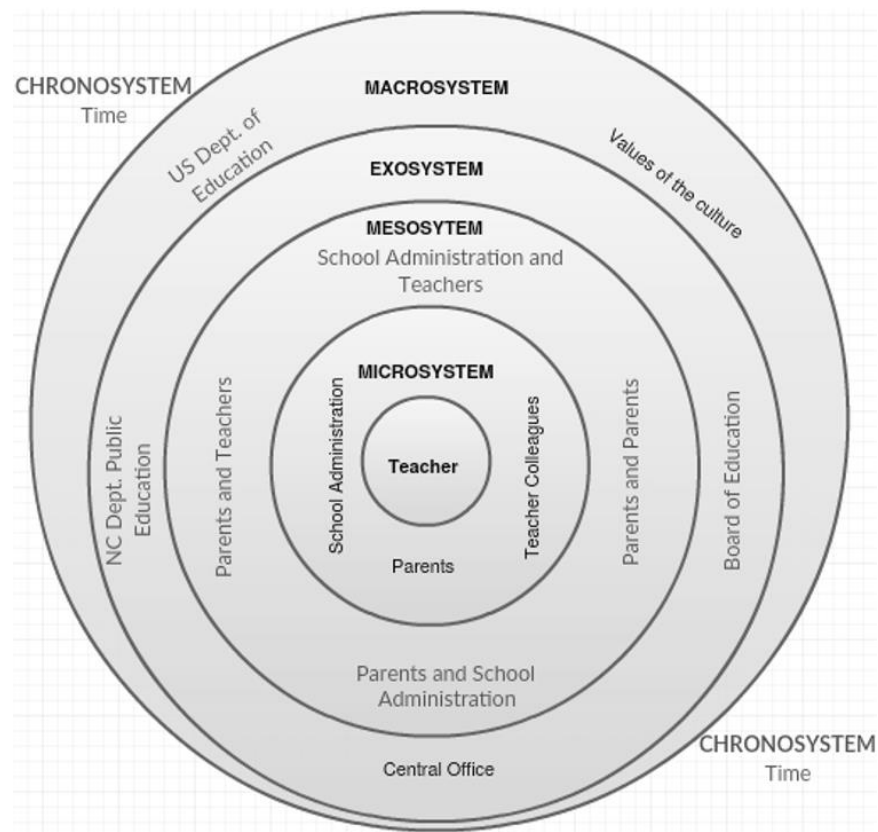 CHRONOSYSTEM
Time
MACROSYSTEM
US Dept. of
Education
Values of the culture
EXOSYSTEM
MESOSYTEM
School Administration and
Teachers
MICROSYSTEM
NC Dept. Public
Education
Parents and Teachers
School Administration
Teacher
Teacher Colleagues
Parents and Parents
Board of Education
Parents
Parents and School
Administration
Central Office
CHRONOSYSTEM
Time